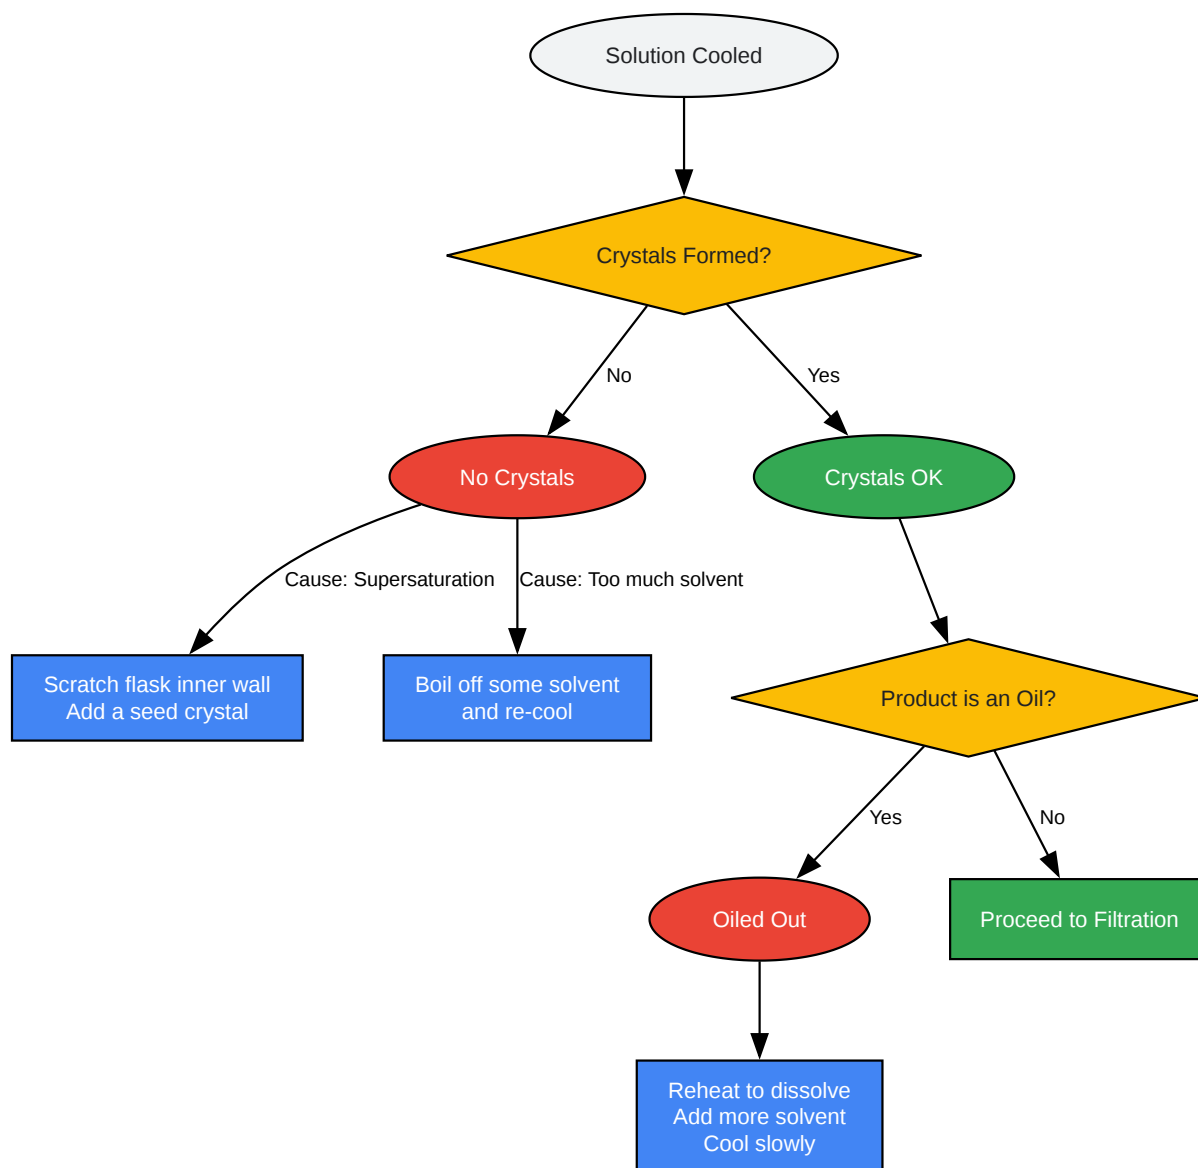 Solution Cooled
Crystals Formed?
No
Yes
No Crystals
Crystals OK
Cause: Supersaturation
Cause: Too much solvent
Scratch flask inner wall
Add a seed crystal
Boil off some solvent
and re-cool
Product is an Oil?
Yes
No
Oiled Out
Proceed to Filtration
Reheat to dissolve
Add more solvent
Cool slowly